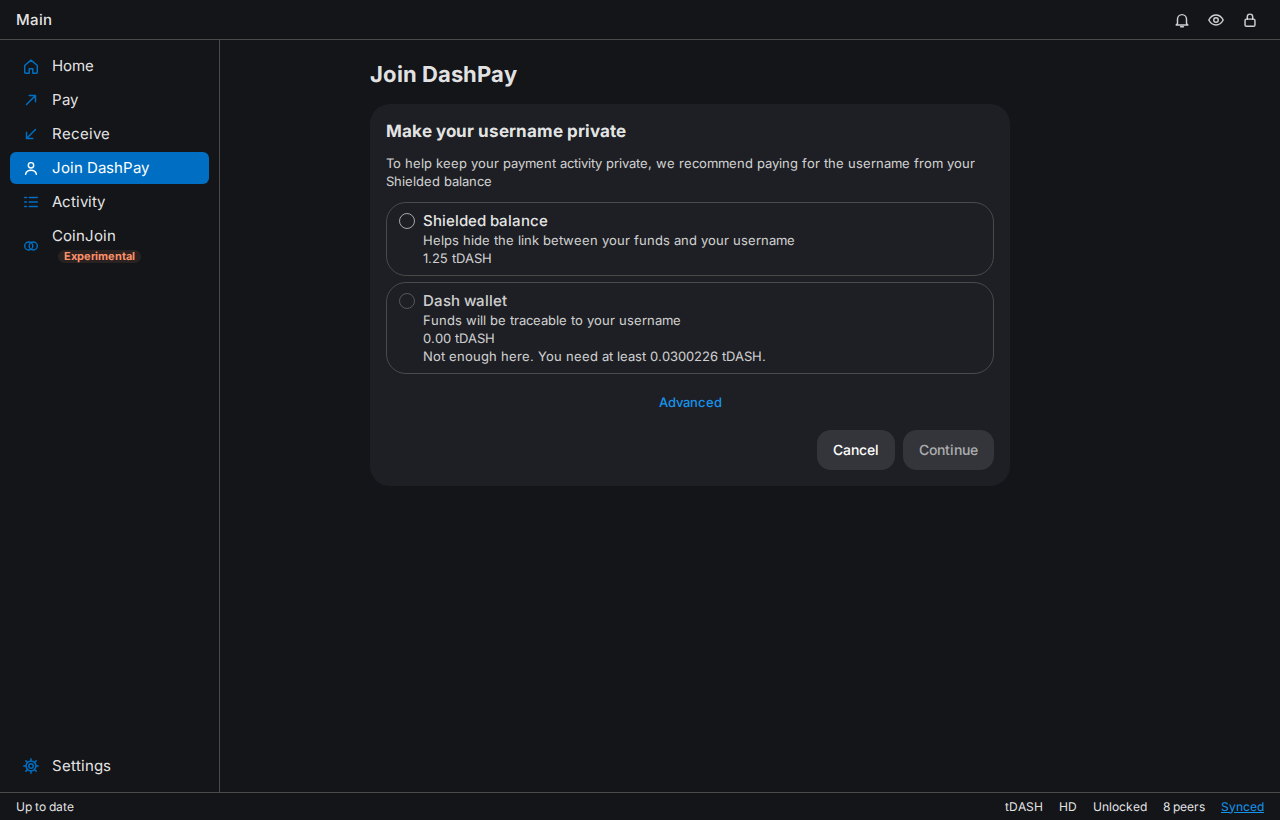 Main
Home
Pay
Receive
Join DashPay
Activity
CoinJoin
Experimental
Settings
Join DashPay
Make your username private
To help keep your payment activity private, we recommend paying for the username from your
Shielded balance
Shielded balance
Helps hide the link between your funds and your username
1.25 tDASH
Dash wallet
Funds will be traceable to your username
0.00 tDASH
Not enough here. You need at least 0.0300226 tDASH.
Advanced
Cancel Continue
Up to date tDASH HD Unlocked 8 peers Synced